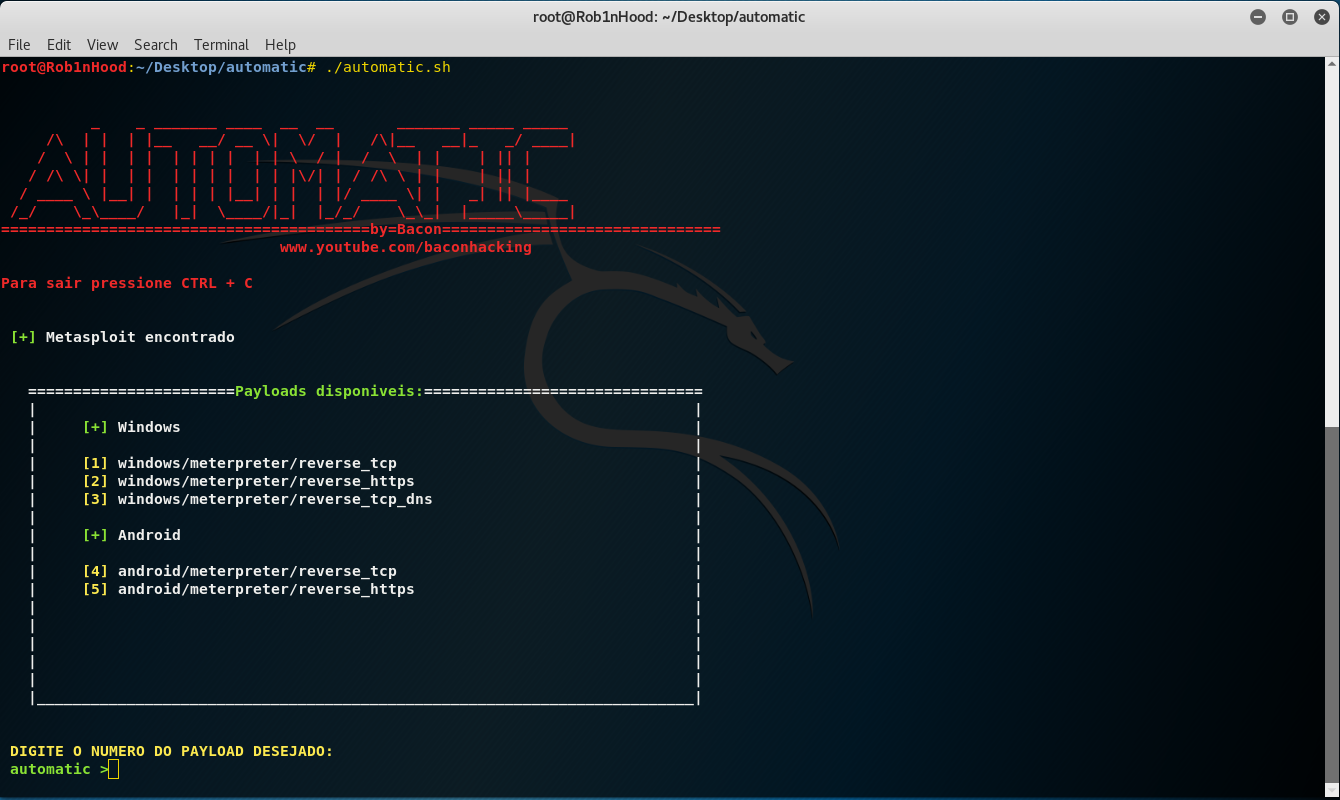 root@Rob1nHood: ~/Desktop/automatic
File Edit View Search Terminal Help
root@Rob1nHood:~/Desktop/automatic# ./automatic.sh
AUTOMATIC
=========================================by=Bacon===============================
www.youtube.com/baconhacking
Para sair pressione CTRL + C
[+] Metasploit encontrado
=======================Payloads disponiveis:===============================
[+] Windows
[1] windows/meterpreter/reverse_tcp
[2] windows/meterpreter/reverse_https
[3] windows/meterpreter/reverse_tcp_dns
[+] Android
[4] android/meterpreter/reverse_tcp
[5] android/meterpreter/reverse_https
DIGITE O NUMERO DO PAYLOAD DESEJADO:
automatic >